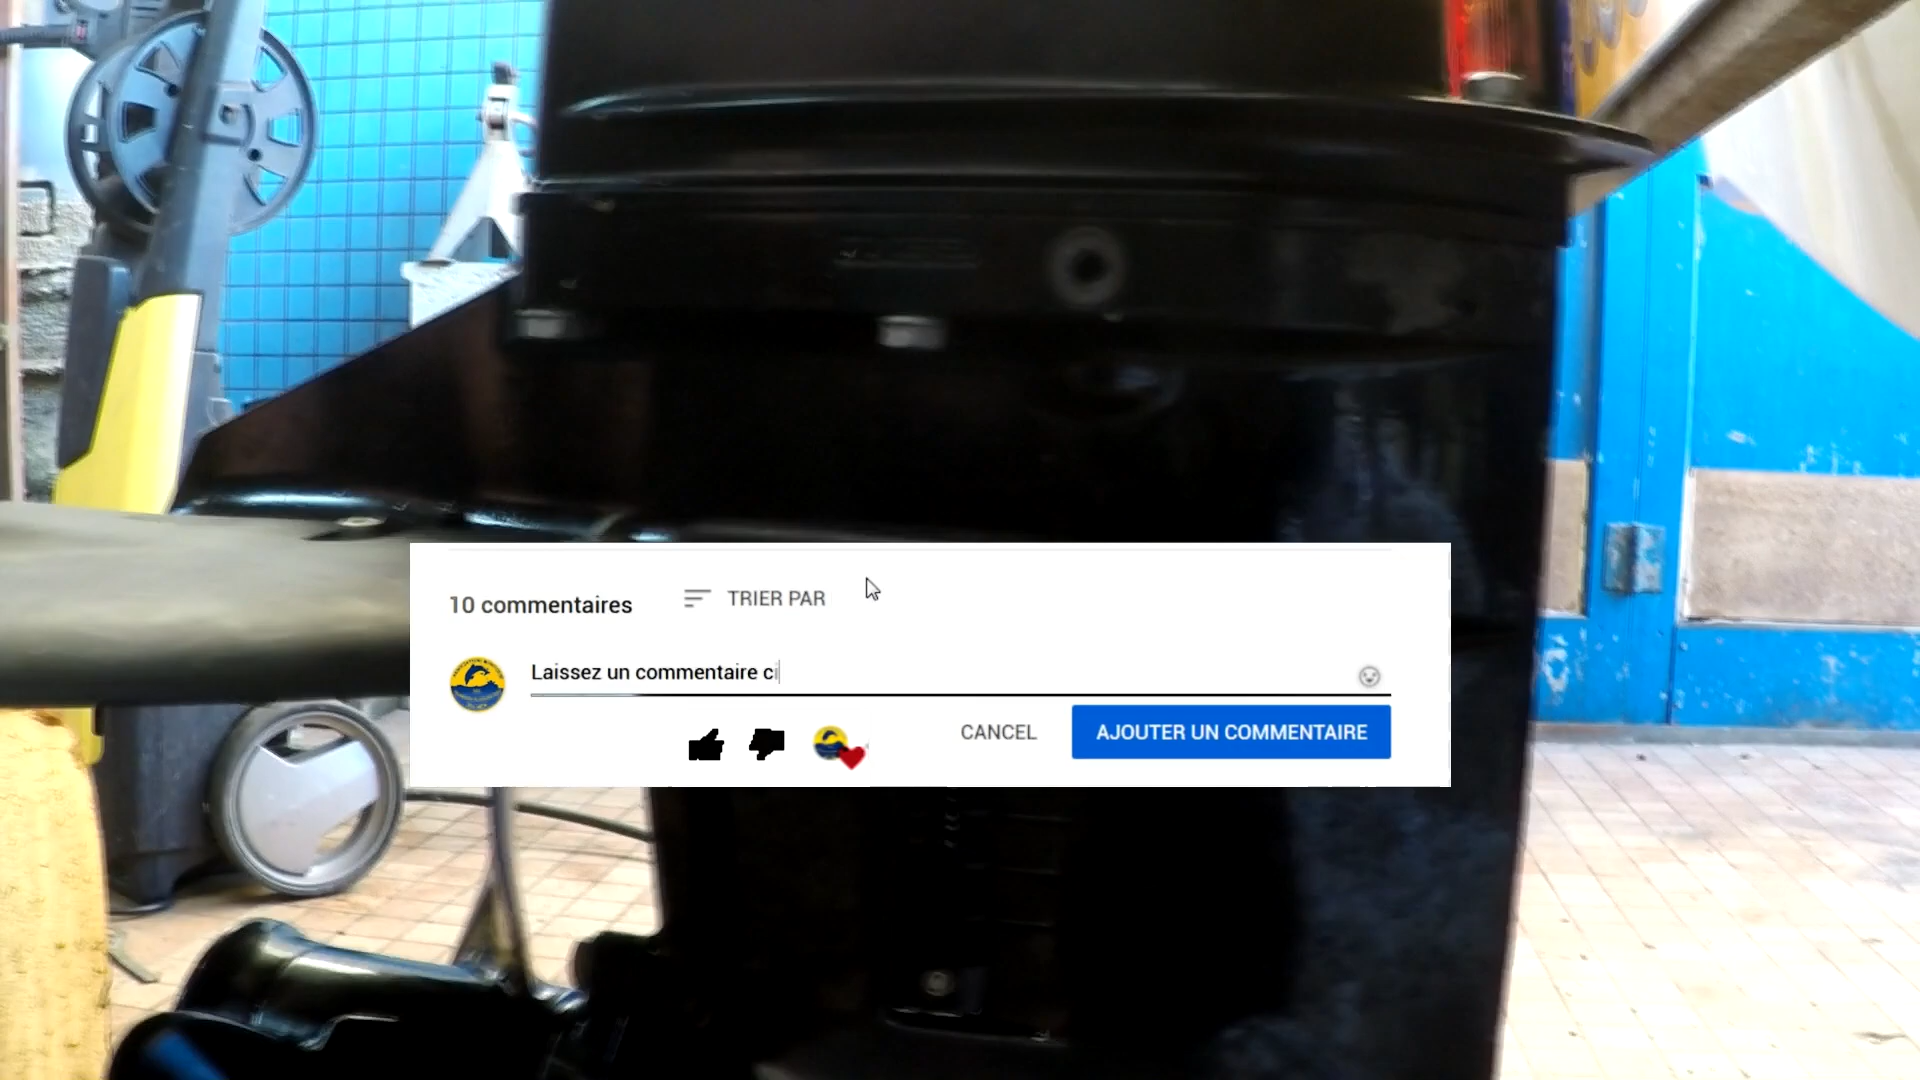 10 commentaires
TRIER PAR
Laissez un commentaire ci
CANCEL
AJOUTER UN COMMENTAIRE